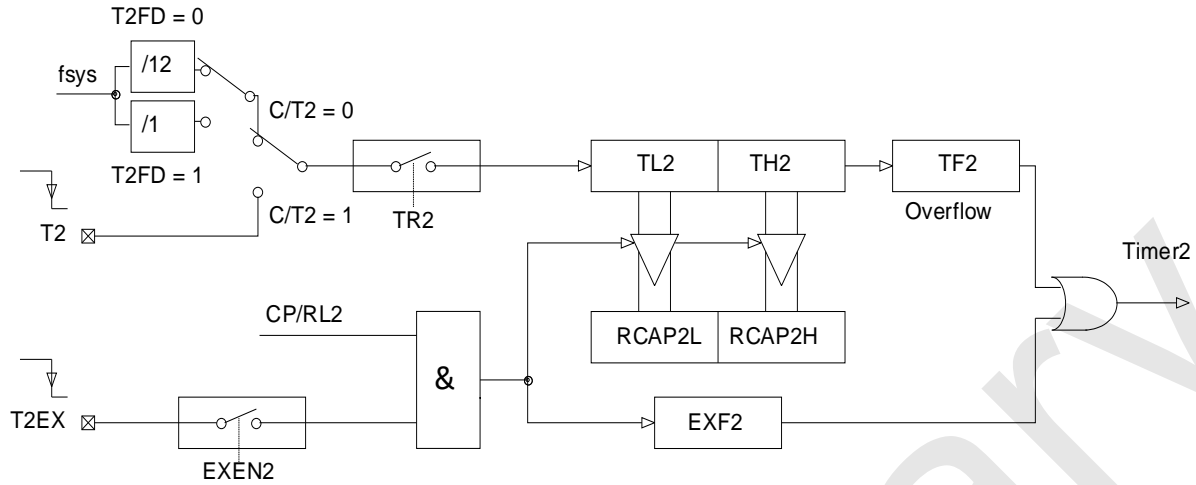 T2FD = 0
/12
fsys
C/T2 = 0
/1
T2FD = 1
TL2
TH2
TF2
C/T2 = 1
TR2
Overflow
T2
Timer2
CP/RL2
RCAP2L
RCAP2H
&
T2EX
EXF2
EXEN2